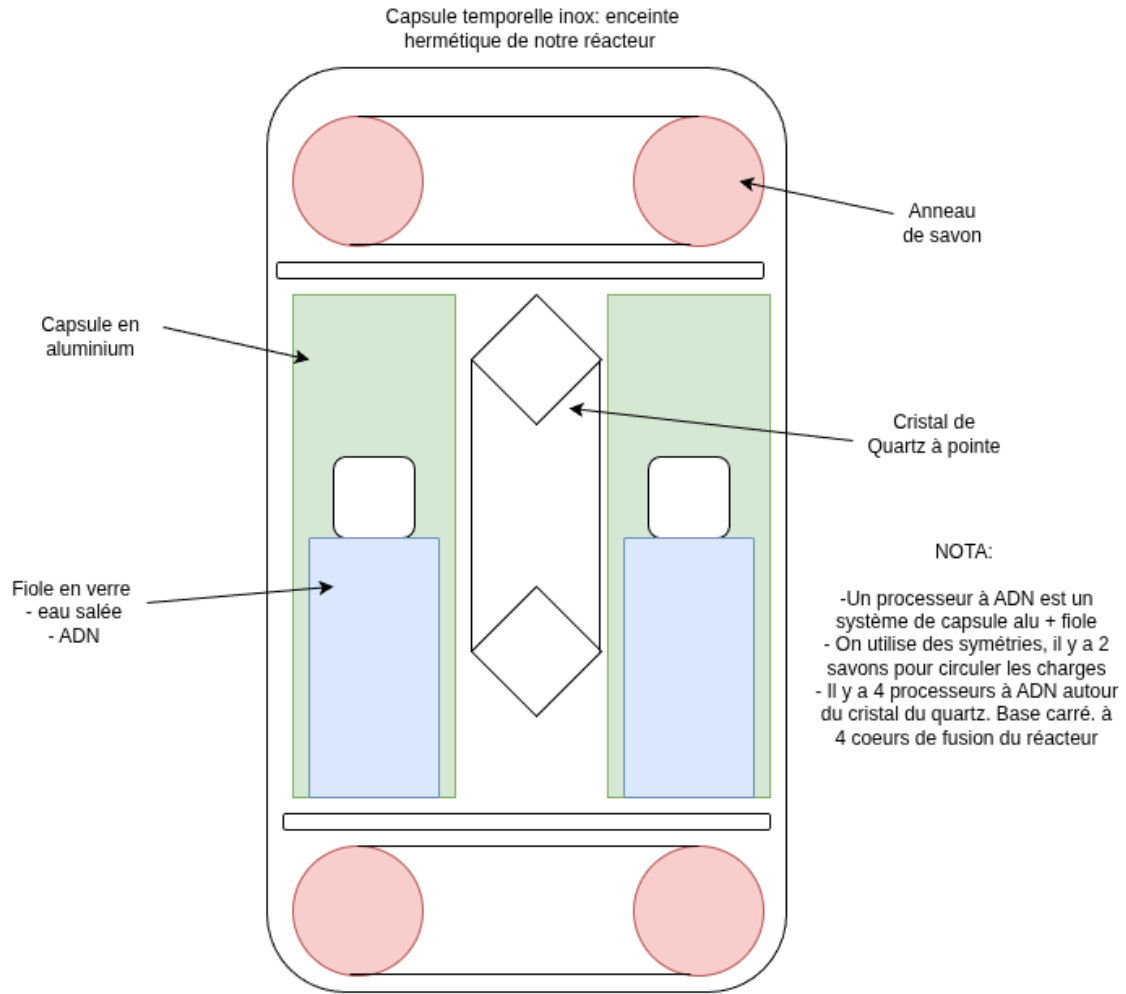 Capsule temporelle inox: enceinte
hermétique de notre réacteur
Anneau
de savon
Capsule en
aluminium
Cristal de
Quartz à pointe
Fiole en verre
- eau salée
- ADN
NOTA:
-Un processeur à ADN est un
système de capsule alu + fiole
- On utilise des symétries, il y a 2
savons pour circuler les charges
- Il y a 4 processeurs à ADN autour
du cristal du quartz. Base carré. à
4 coeurs de fusion du réacteur